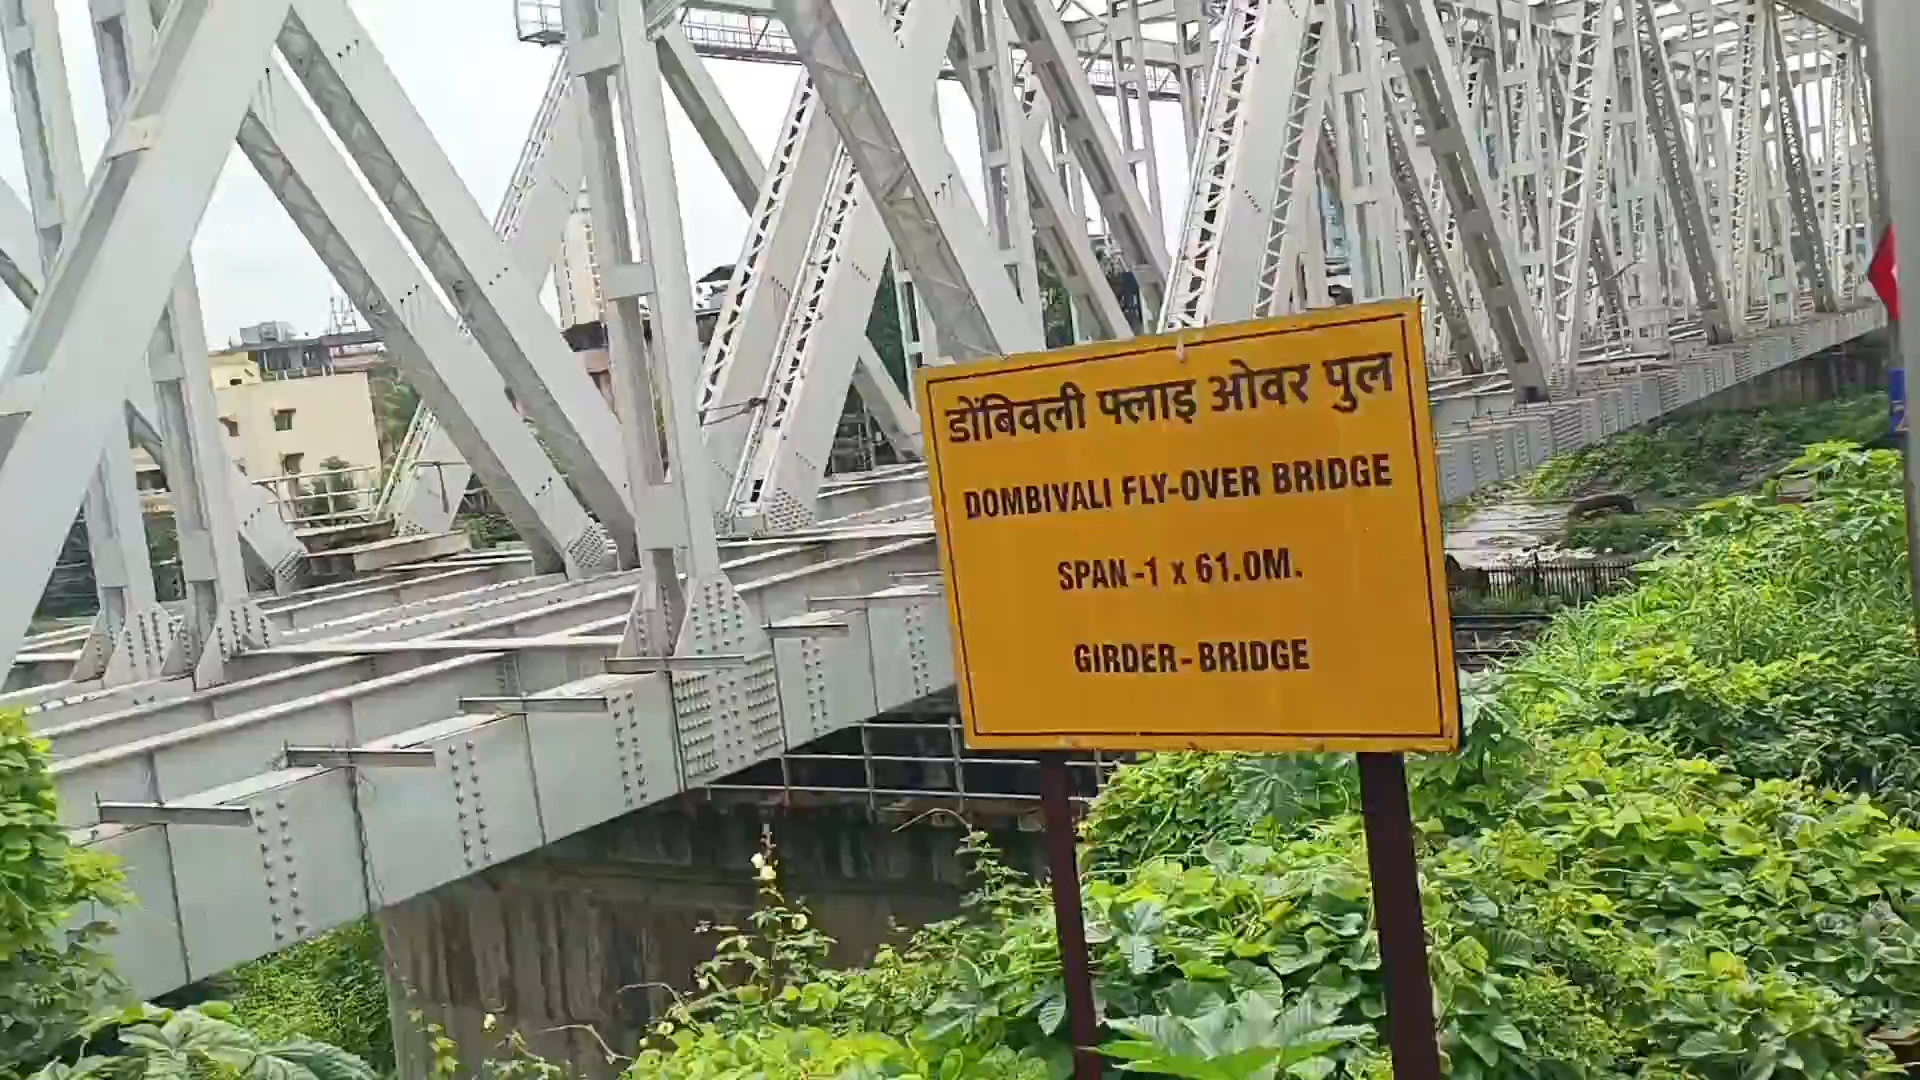 डोंबिवली फ्लाइ ओवर पुल
DOMBIVALI FLY-OVER BRIDGE
SPAN-1 x 61.0M.
GIRDER-BRIDGE